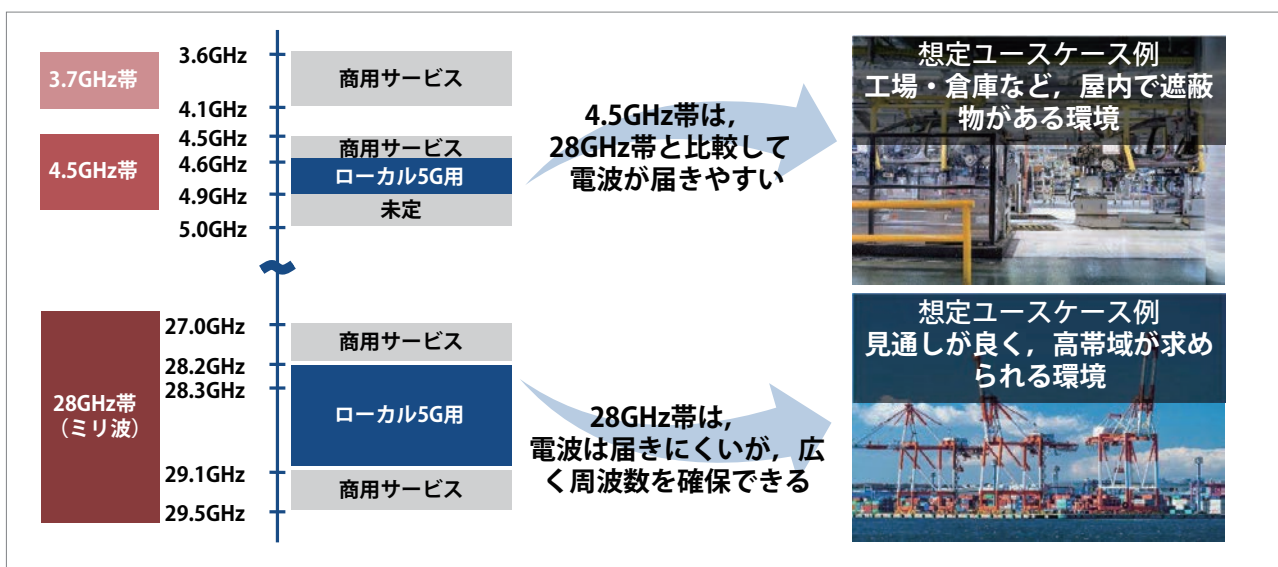 3.7GHz帯
4.5GHz帯
28GHz帯
（ミリ波）
3.6GHz
4.1GHz
4.5GHz
4.6GHz
4.9GHz
5.0GHz
27.0GHz
28.2GHz
28.3GHz
29.1GHz
29.5GHz
商用サービス
商用サービス
ローカル5G用
未定
商用サービス
ローカル5G用
商用サービス
4.5GHz帯は，
28GHz帯と比較して
電波が届きやすい
28GHz帯は，
電波は届きにくいが，広
く周波数を確保できる
想定ユースケース例
工場・倉庫など，屋内で遮蔽
物がある環境
想定ユースケース例
見通しが良く，高帯域が求め
られる環境